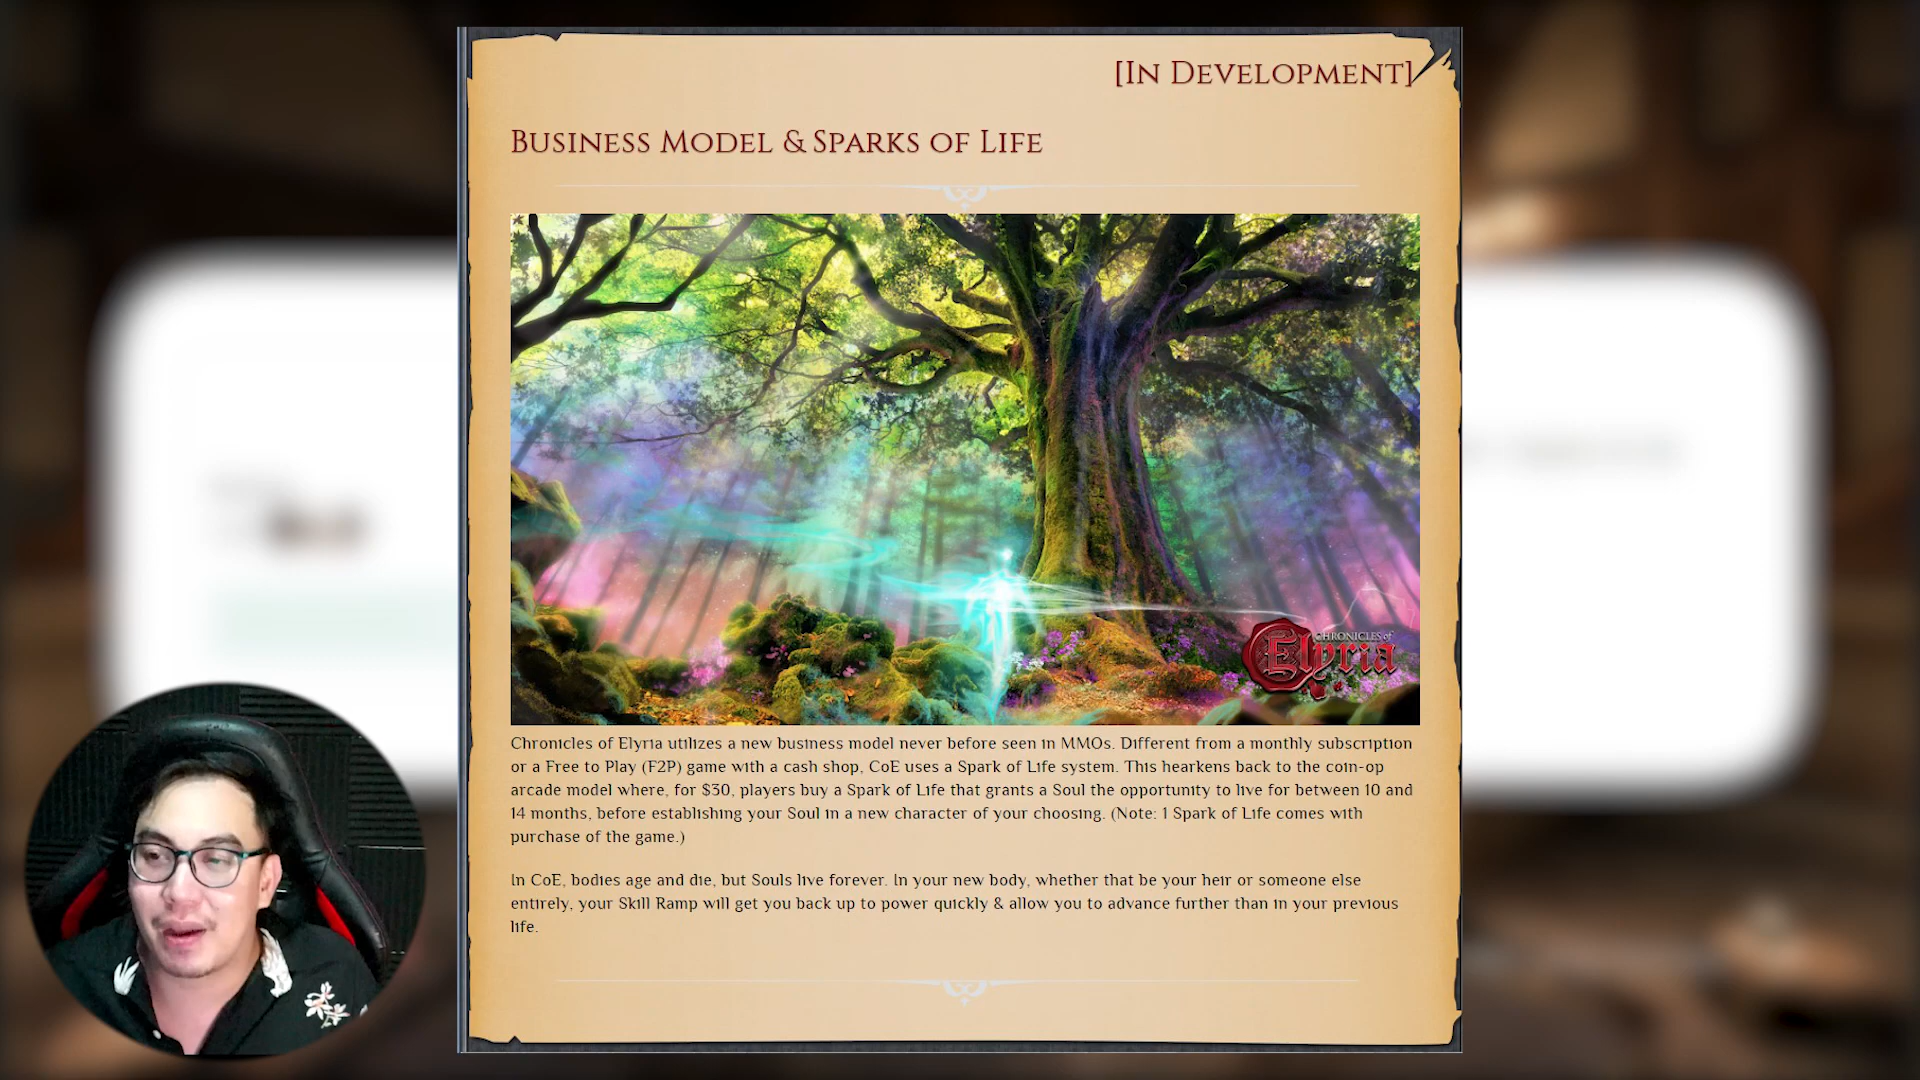 [In Development]
Business Model & Sparks of Life
Chronicles of
Elyria
Chronicles of Elyria utilizes a new business model never before seen in MMOs. Different from a monthly subscription
or a Free to Play (F2P) game with a cash shop, CoE uses a Spark of Life system. This hearkens back to the coin-op
arcade model where, for $30, players buy a Spark of Life that grants a Soul the opportunity to live for between 10 and
14 months, before establishing your Soul in a new character of your choosing. (Note: 1 Spark of Life comes with
purchase of the game.)
In CoE, bodies age and die, but Souls live forever. In your new body, whether that be your heir or someone else
entirely, your Skill Ramp will get you back up to power quickly & allow you to advance further than in your previous
life.